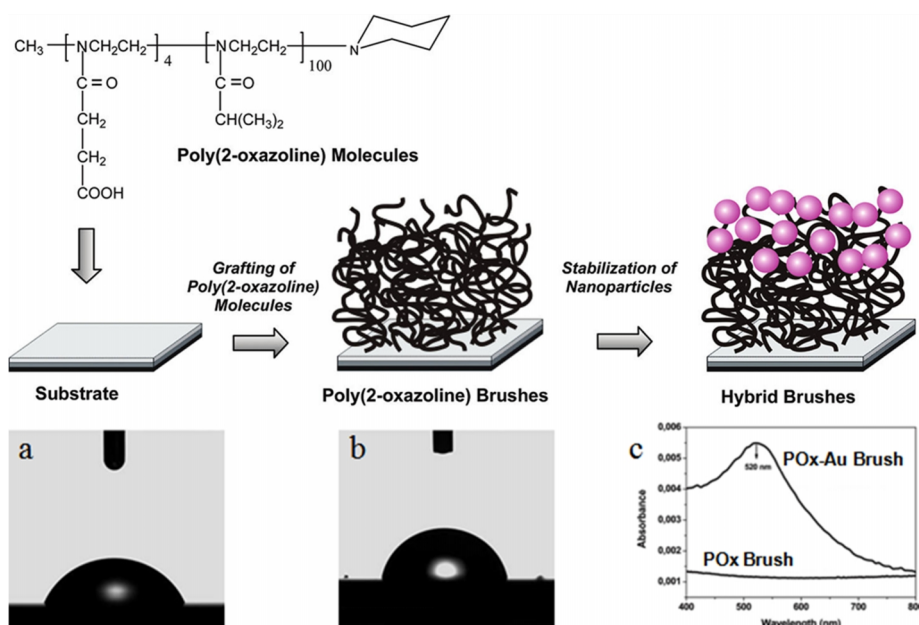 CH₃ [ NCH₂CH₂ ]₄ [ NCH₂CH₂ ]₁₀₀ N
C=O C=O
CH₂ CH(CH₃)₂
CH₂
COOH
Poly(2-oxazoline) Molecules
Grafting of
Poly(2-oxazoline)
Molecules
Stabilization of
Nanoparticles
Substrate
Poly(2-oxazoline) Brushes
Hybrid Brushes
a
b
c
0,006
0,005
0,004
0,002
0,001
Absorbance
520 nm
POx-Au Brush
POx Brush
400 500 600 700 800
Wavelength (nm)